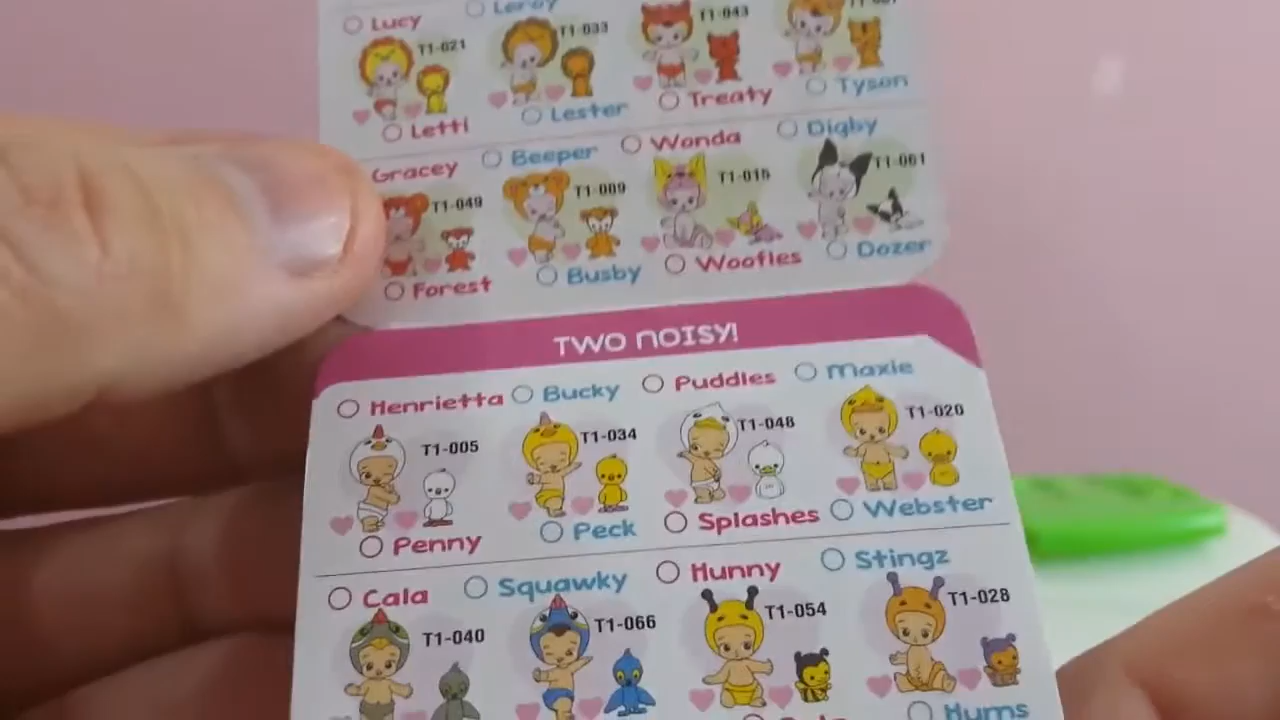 Lucy Leroy
T1-021 T1-033 T1-043
Letti Lester Treaty Tyson
Gracey Beeper Wonda Digby
T1-049 T1-009 T1-015 T1-061
Forest Busby Woofles Dozer
TWO NOISY!
Henrietta Bucky Puddles Maxie
T1-005 T1-034 T1-048 T1-020
Penny Peck Splashes Webster
Cala Squawky Hunny Stingz
T1-040 T1-066 T1-054 T1-028
Hums